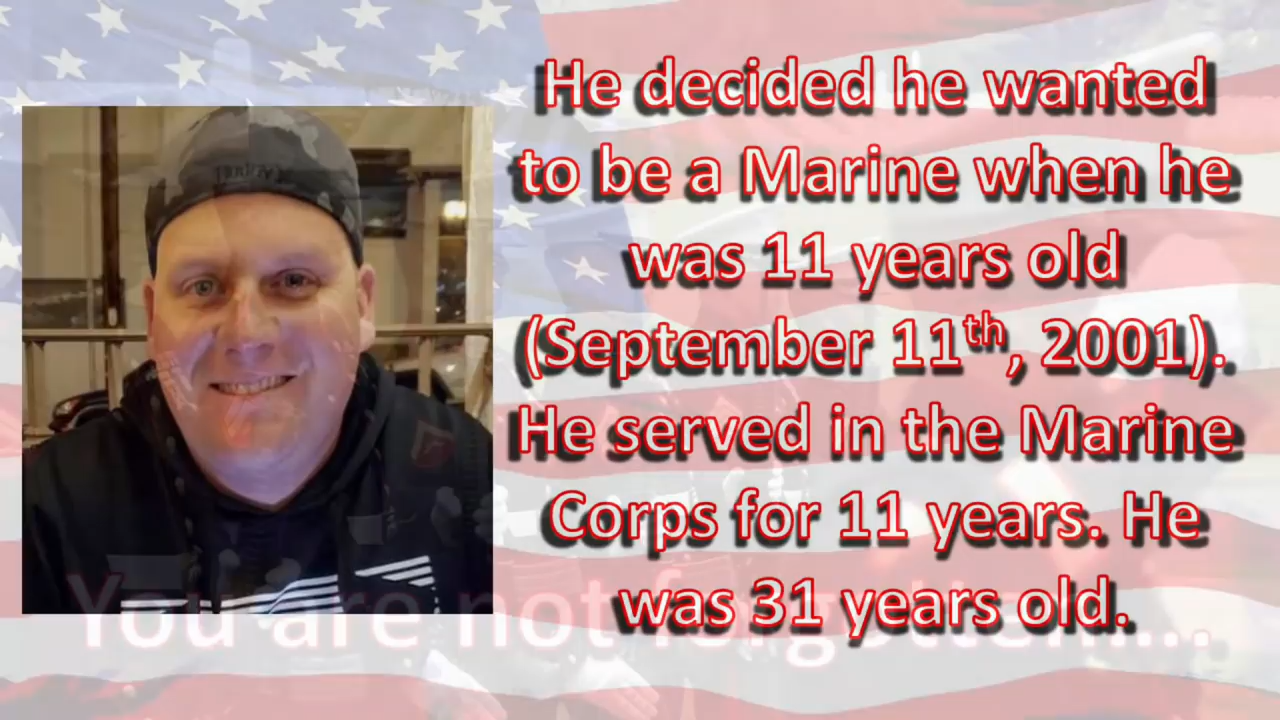 He decided he wanted
to be a Marine when he
was 11 years old
(September 11th, 2001).
He served in the Marine
Corps for 11 years. He
was 31 years old.
You are not forgotten....